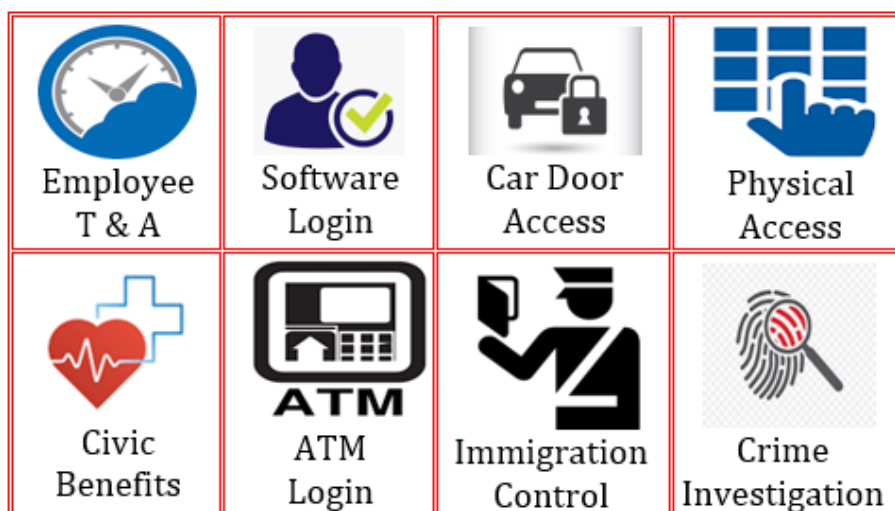 Employee
T & A
Software
Login
Car Door
Access
Physical
Access
Civic
Benefits
ATM
ATM
Login
Immigration
Control
Crime
Investigation